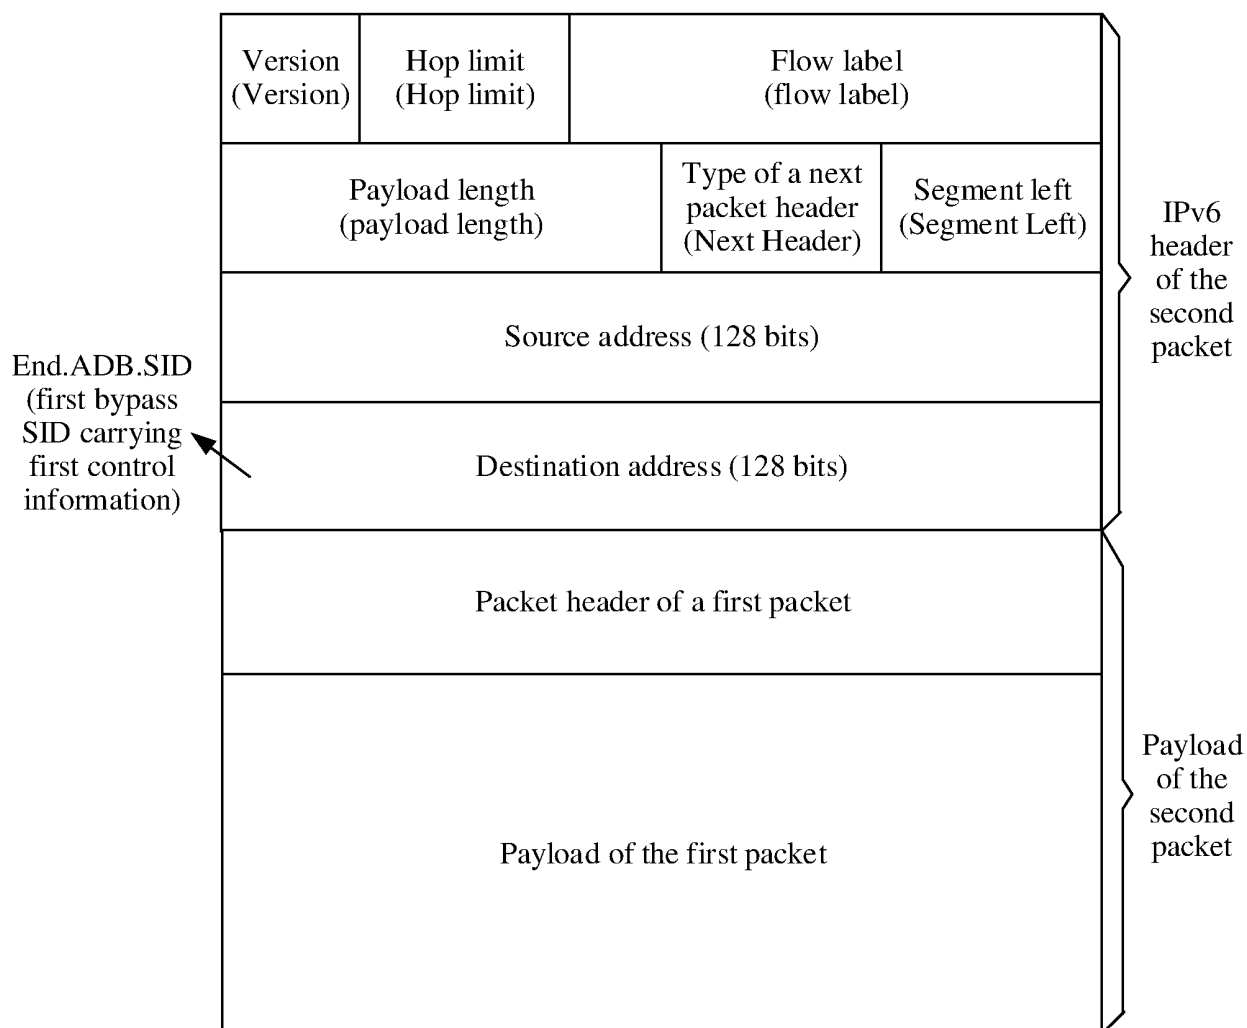 Version
(Version)
Hop limit
(Hop limit)
Flow label
(flow label)
Payload length
(payload length)
Type of a next
packet header
(Next Header)
Segment left
(Segment Left)
IPv6
header
of the
second
packet
Source address (128 bits)
End.ADB.SID
(first bypass
SID carrying
first control
information)
Destination address (128 bits)
Packet header of a first packet
Payload
of the
second
packet
Payload of the first packet